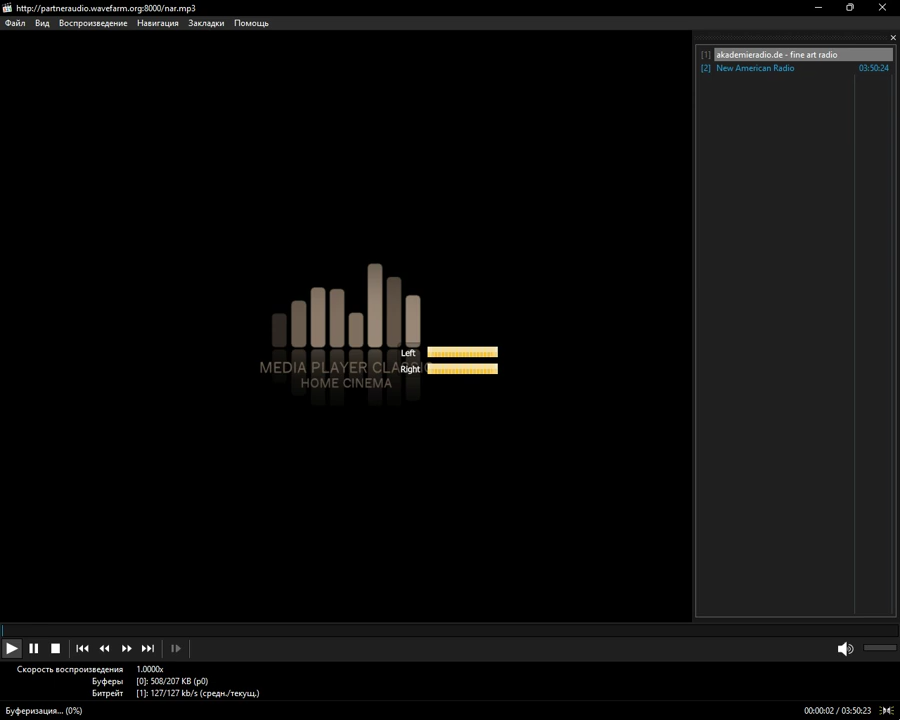 http://partneraudio.wavefarm.org:8000/nar.mp3
Файл Вид Воспроизведение Навигация Закладки Помощь
[1] akademieradio.de - fine art radio
[2] New American Radio 03:50:24
Left
MEDIA PLAYER CLASSIC
Right
HOME CINEMA
Скорость воспроизведения 1.0000x
Буферы [0]: 508/207 KB (p0)
Битрейт [1]: 127/127 kb/s (средн./текущ.)
Буферизация... (0%) 00:00:02 / 03:50:23